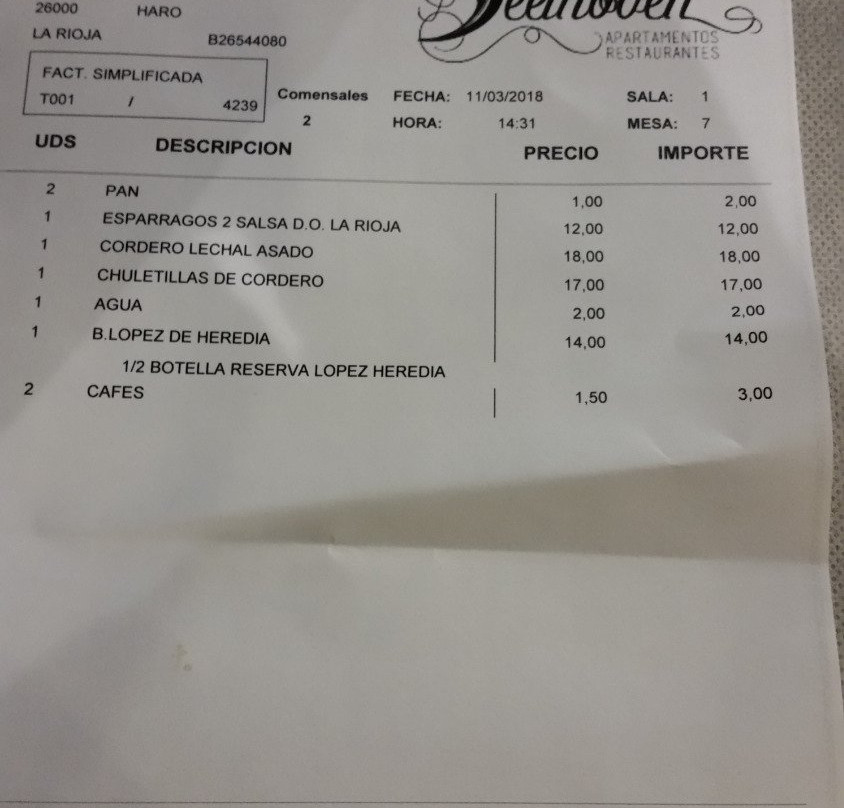 Beethoven
APARTAMENTOS
RESTAURANTES
26000 HARO
LA RIOJA B26544080
FACT. SIMPLIFICADA
T001 / 4239
Comensales FECHA: 11/03/2018 SALA: 1
2 HORA: 14:31 MESA: 7
UDS DESCRIPCION PRECIO IMPORTE
2 PAN 1,00 2,00
1 ESPARRAGOS 2 SALSA D.O. LA RIOJA 12,00 12,00
1 CORDERO LECHAL ASADO 18,00 18,00
1 CHULETILLAS DE CORDERO 17,00 17,00
1 AGUA 2,00 2,00
1 B.LOPEZ DE HEREDIA 14,00 14,00
1/2 BOTELLA RESERVA LOPEZ HEREDIA
2 CAFES 1,50 3,00